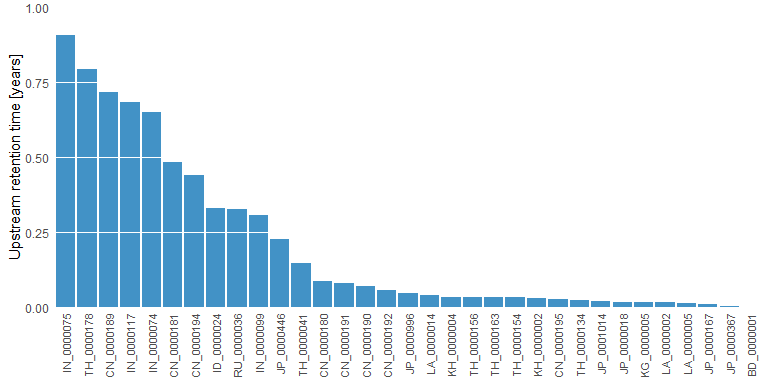 Upstream retention time [years]
1.00
0.75
0.50
0.25
0.00
IN_0000075
TH_0000178
CN_0000189
IN_0000117
IN_0000074
CN_0000181
CN_0000194
ID_0000024
RU_0000036
IN_0000099
JP_0000446
TH_0000041
CN_0000180
CN_0000191
CN_0000190
CN_0000192
JP_0000996
LA_0000014
KH_0000004
TH_0000156
TH_0000163
TH_0000154
KH_0000002
CN_0000195
TH_0000134
JP_0001014
JP_0000018
KG_0000005
LA_0000002
LA_0000005
JP_0000167
JP_0000367
BD_0000001